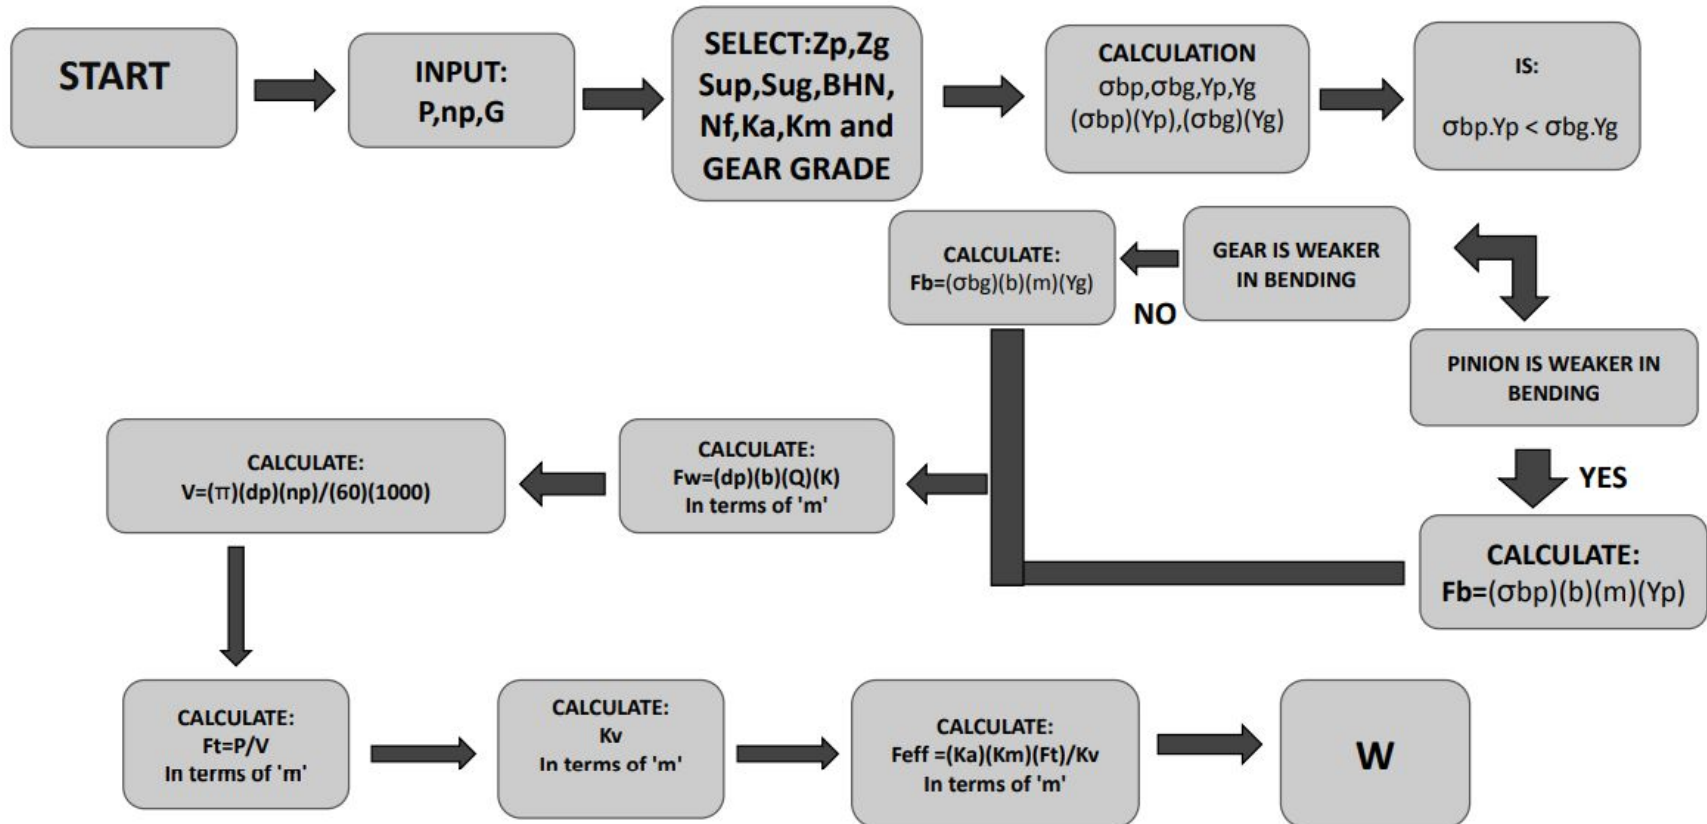 START
INPUT:
P,np,G
SELECT:Zp,Zg
Sup,Sug,BHN,
Nf,Ka,Km and
GEAR GRADE
CALCULATION
σbp,σbg,Yp,Yg
(σbp)(Yp),(σbg)(Yg)
IS:
σbp.Yp < σbg.Yg
GEAR IS WEAKER
IN BENDING
NO
CALCULATE:
Fb=(σbg)(b)(m)(Yg)
PINION IS WEAKER IN
BENDING
YES
CALCULATE:
Fb=(σbp)(b)(m)(Yp)
CALCULATE:
Fw=(dp)(b)(Q)(K)
In terms of 'm'
CALCULATE:
V=(π)(dp)(np)/(60)(1000)
CALCULATE:
Ft=P/V
In terms of 'm'
CALCULATE:
Kv
In terms of 'm'
CALCULATE:
Feff =(Ka)(Km)(Ft)/Kv
In terms of 'm'
W